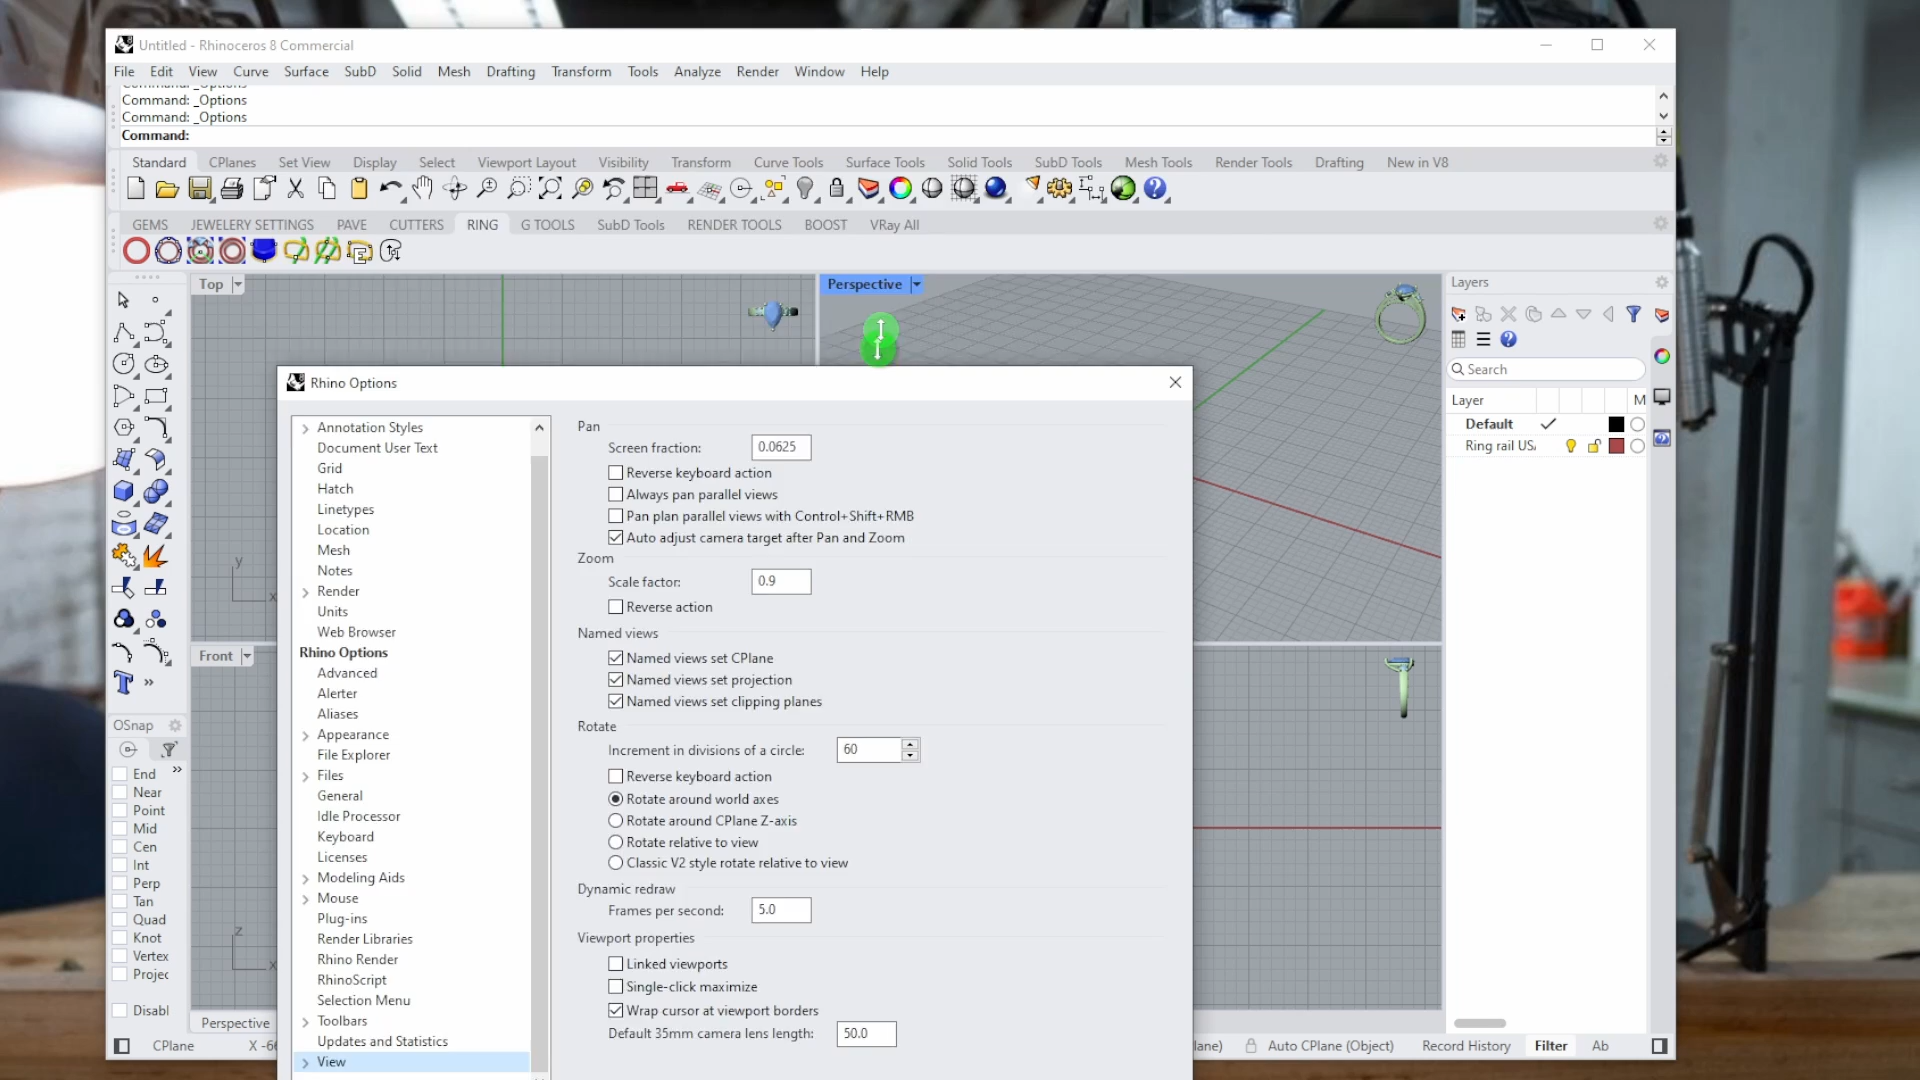 Untitled - Rhinoceros 8 Commercial
File Edit View Curve Surface SubD Solid Mesh Drafting Transform Tools Analyze Render Window Help
Command: _Options
Command: _Options
Command: _Options
Command:
Standard CPlanes Set View Display Select Viewport Layout Visibility Transform Curve Tools Surface Tools Solid Tools SubD Tools Mesh Tools Render Tools Drafting New in V8
GEMS JEWELERY SETTINGS PAVE CUTTERS RING G TOOLS SubD Tools RENDER TOOLS BOOST VRay All
Top
Perspective
Layers
Search
Layer M
Default
Ring rail US
Rhino Options
Annotation Styles
Document User Text
Grid
Hatch
Linetypes
Location
Mesh
Notes
Render
Units
Web Browser
Rhino Options
Advanced
Alerter
Aliases
Appearance
File Explorer
Files
General
Idle Processor
Keyboard
Licenses
Modeling Aids
Mouse
Plug-ins
Render Libraries
Rhino Render
RhinoScript
Selection Menu
Toolbars
Updates and Statistics
View
Pan
Screen fraction: 0.0625
Reverse keyboard action
Always pan parallel views
Pan plan parallel views with Control+Shift+RMB
Auto adjust camera target after Pan and Zoom
Zoom
Scale factor: 0.9
Reverse action
Named views
Named views set CPlane
Named views set projection
Named views set clipping planes
Rotate
Increment in divisions of a circle: 60
Reverse keyboard action
Rotate around world axes
Rotate around CPlane Z-axis
Rotate relative to view
Classic V2 style rotate relative to view
Dynamic redraw
Frames per second: 5.0
Viewport properties
Linked viewports
Single-click maximize
Wrap cursor at viewport borders
Default 35mm camera lens length: 50.0
y
x
Front
z
x
OSnap
End
Near
Point
Mid
Cen
Int
Perp
Tan
Quad
Knot
Vertex
Projec
Disabl
Perspective
CPlane X -66
lane) Auto CPlane (Object) Record History Filter Ab